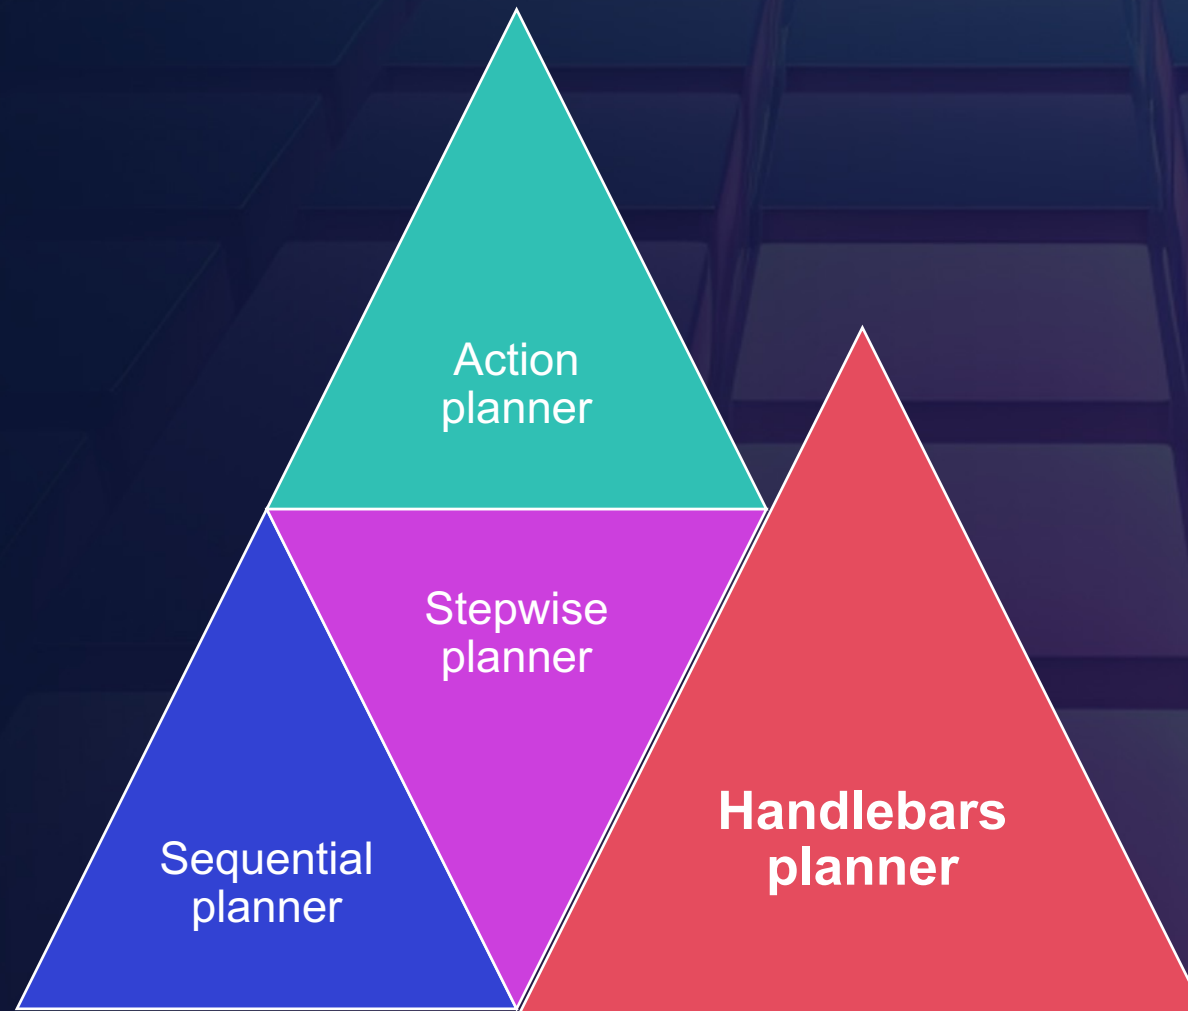 Action
planner
Stepwise
planner
Sequential
planner
Handlebars
planner